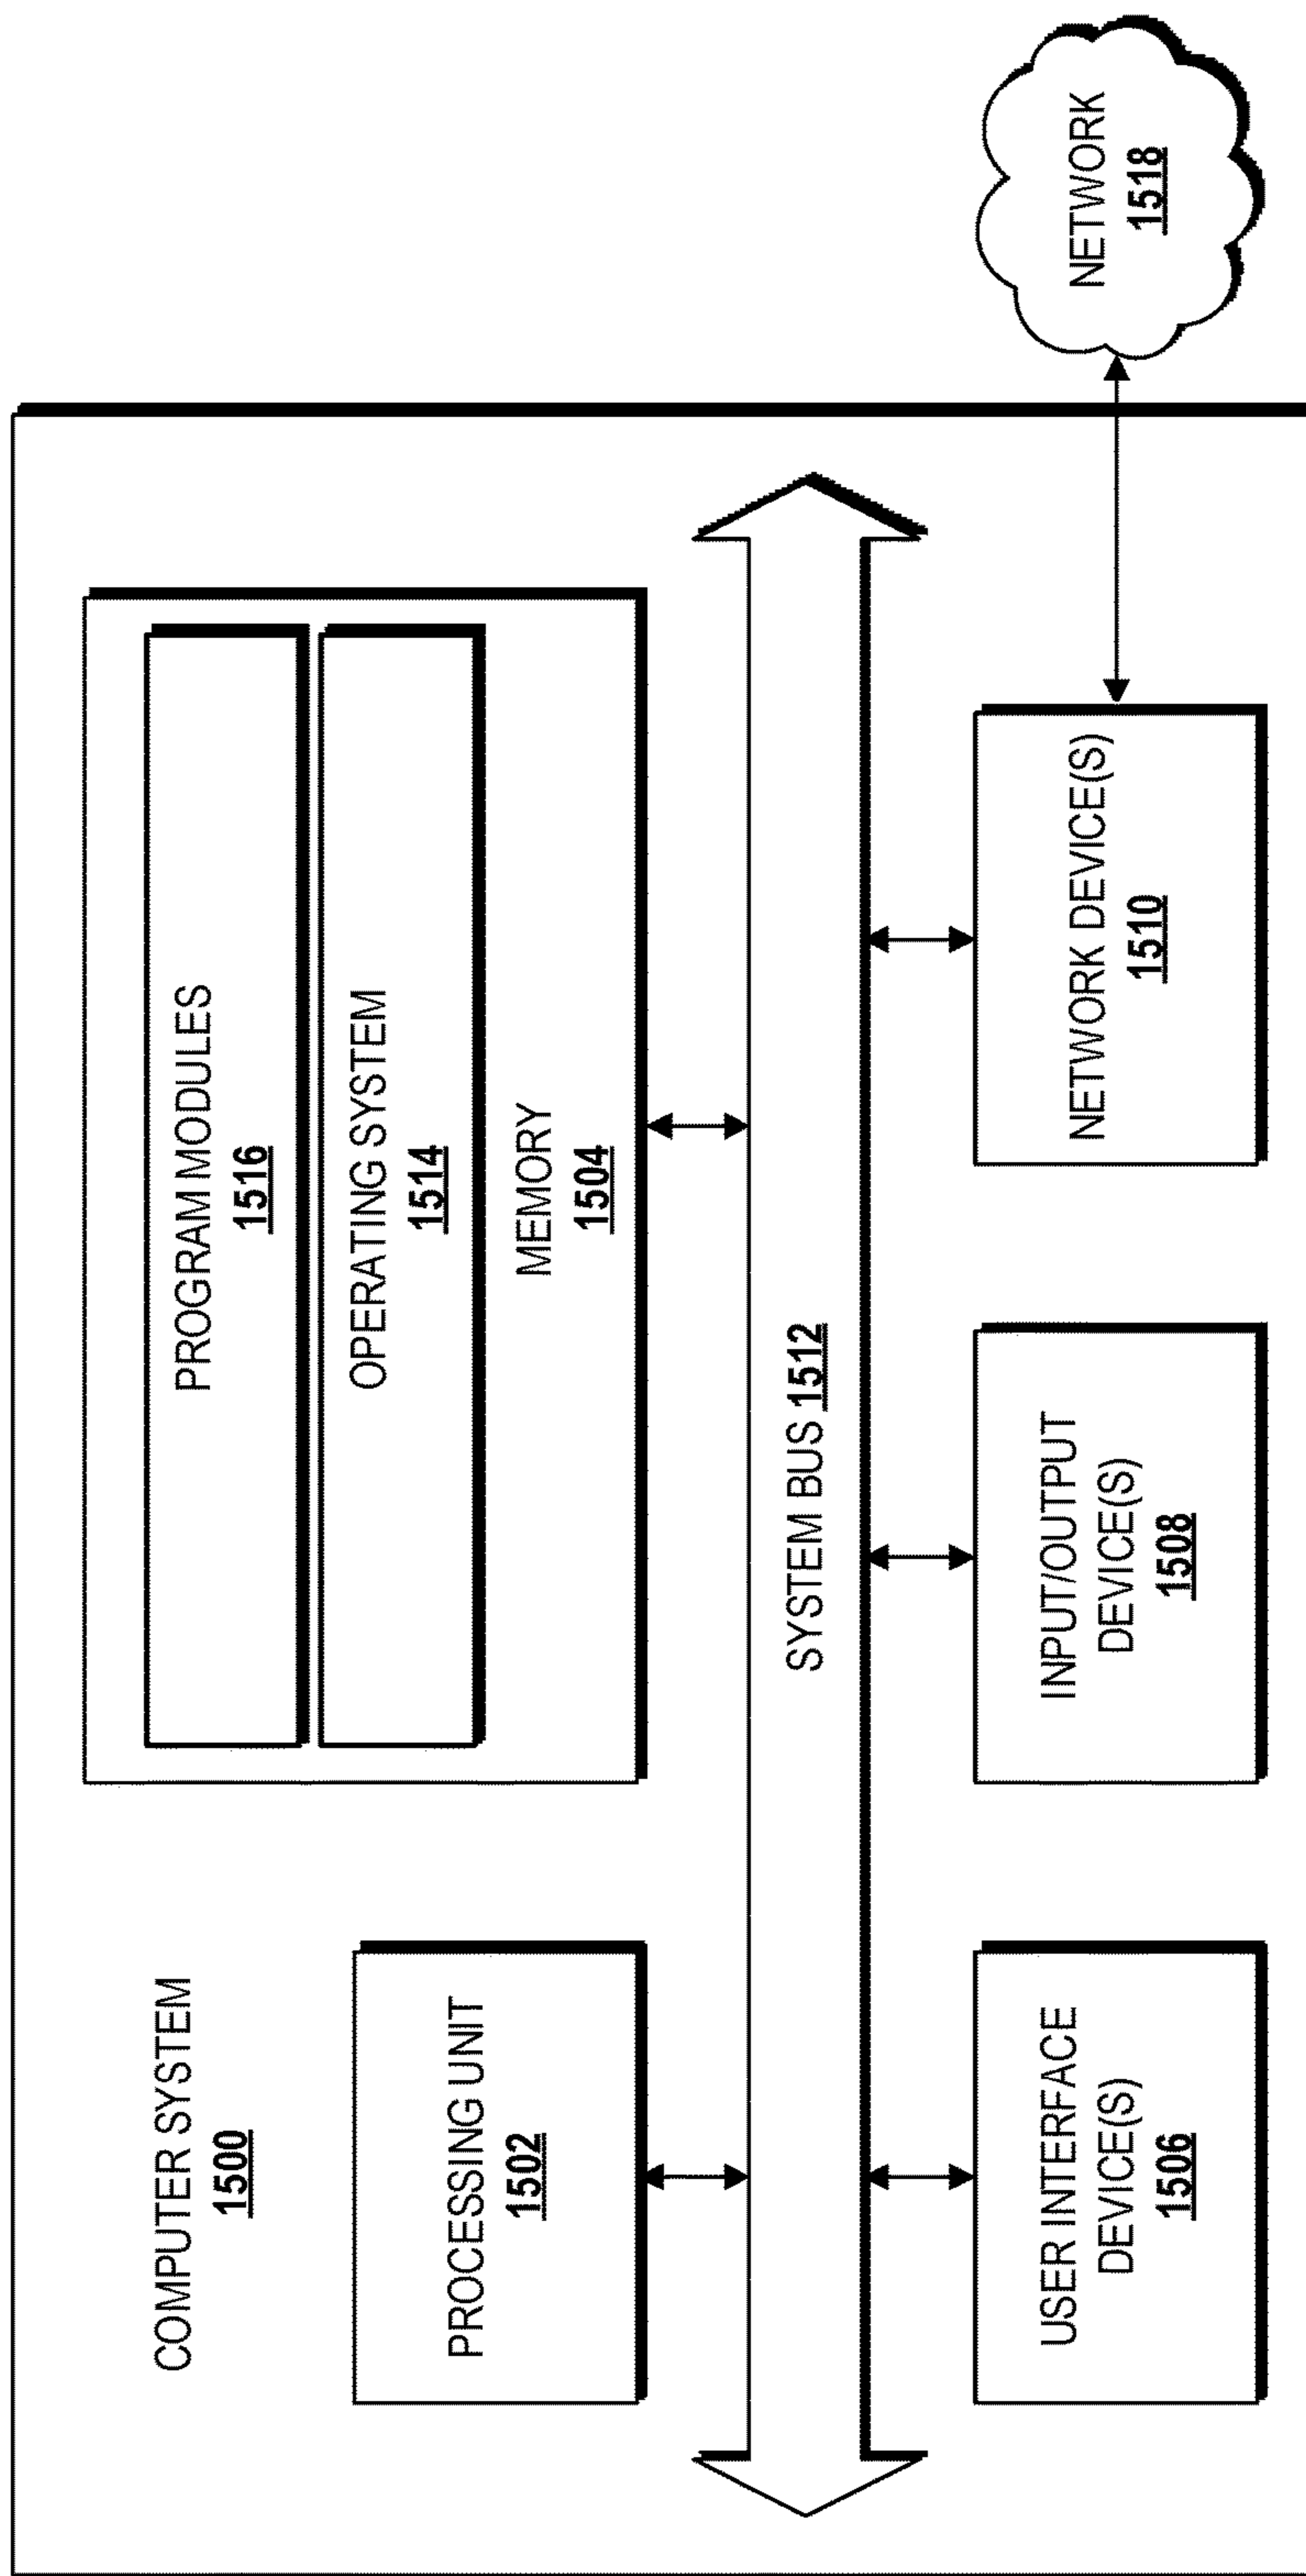 COMPUTER SYSTEM
1500
PROGRAM MODULES
1516
OPERATING SYSTEM
1514
MEMORY
1504
PROCESSING UNIT
1502
SYSTEM BUS 1512
USER INTERFACE
DEVICE(S)
1506
INPUT/OUTPUT
DEVICE(S)
1508
NETWORK DEVICE(S)
1510
NETWORK
1518